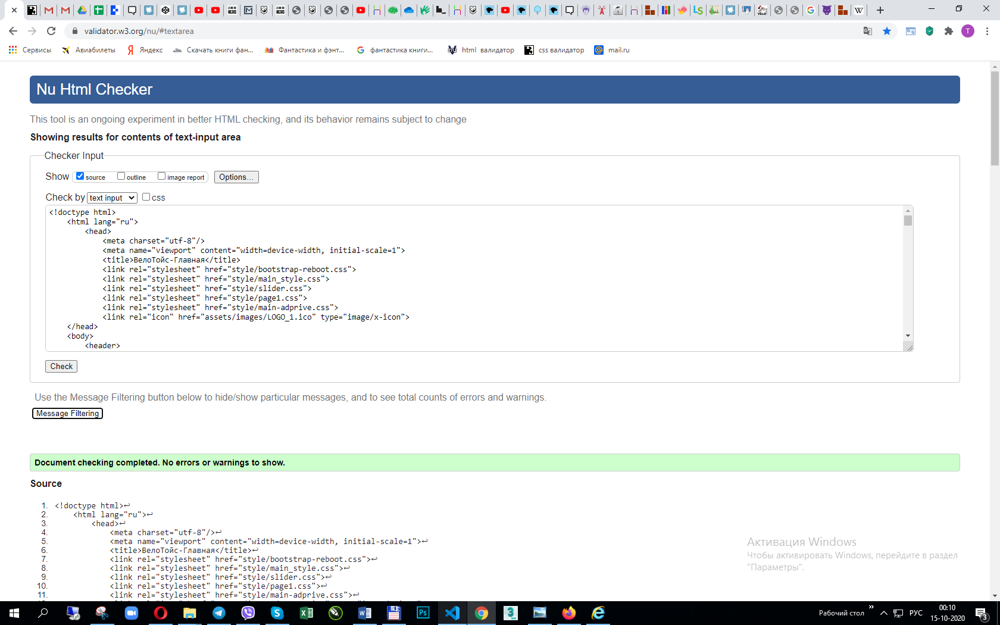 validator.w3.org/nu/#textarea
T
Сервисы Авиабилеты Яндекс Скачать книги фан... Фантастика и фэнт... фантастика книги... html валидатор css валидатор mail.ru
Nu Html Checker
This tool is an ongoing experiment in better HTML checking, and its behavior remains subject to change
Showing results for contents of text-input area
Checker Input
Show source outline image report Options...
Check by text input css
<!doctype html>
<html lang="ru">
<head>
<meta charset="utf-8"/>
<meta name="viewport" content="width=device-width, initial-scale=1">
<title>ВелоТойс-Главная</title>
<link rel="stylesheet" href="style/bootstrap-reboot.css">
<link rel="stylesheet" href="style/main_style.css">
<link rel="stylesheet" href="style/slider.css">
<link rel="stylesheet" href="style/page1.css">
<link rel="stylesheet" href="style/main-adprive.css">
<link rel="icon" href="assets/images/LOGO_1.ico" type="image/x-icon">
</head>
<body>
<header>
Check
Use the Message Filtering button below to hide/show particular messages, and to see total counts of errors and warnings.
Message Filtering
Document checking completed. No errors or warnings to show.
Source
1. <!doctype html>↩
2. <html lang="ru">↩
3. <head>↩
4. <meta charset="utf-8"/>↩
5. <meta name="viewport" content="width=device-width, initial-scale=1">↩
6. <title>ВелоТойс-Главная</title>↩
7. <link rel="stylesheet" href="style/bootstrap-reboot.css">↩
8. <link rel="stylesheet" href="style/main_style.css">↩
9. <link rel="stylesheet" href="style/slider.css">↩
10. <link rel="stylesheet" href="style/page1.css">↩
11. <link rel="stylesheet" href="style/main-adprive.css">↩
Активация Windows
Чтобы активировать Windows, перейдите в раздел
"Параметры".
Рабочий стол » РУС 00:10
15-10-2020
3